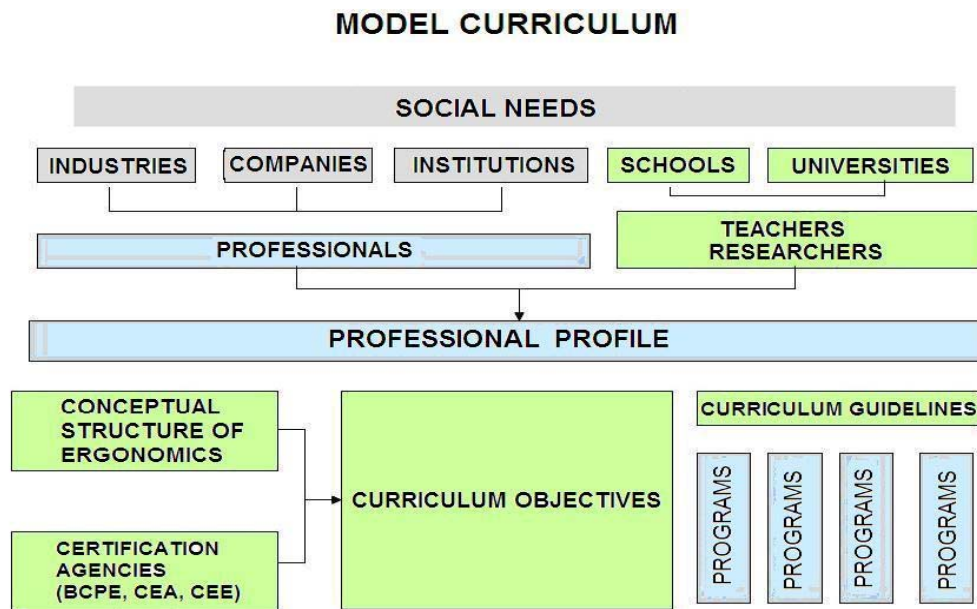 MODEL CURRICULUM
SOCIAL NEEDS
INDUSTRIES
COMPANIES
INSTITUTIONS
SCHOOLS
UNIVERSITIES
PROFESSIONALS
TEACHERS
RESEARCHERS
PROFESSIONAL PROFILE
CONCEPTUAL
STRUCTURE OF
ERGONOMICS
CERTIFICATION
AGENCIES
(BCPE, CEA, CEE)
CURRICULUM OBJECTIVES
CURRICULUM GUIDELINES
PROGRAMS
PROGRAMS
PROGRAMS
PROGRAMS